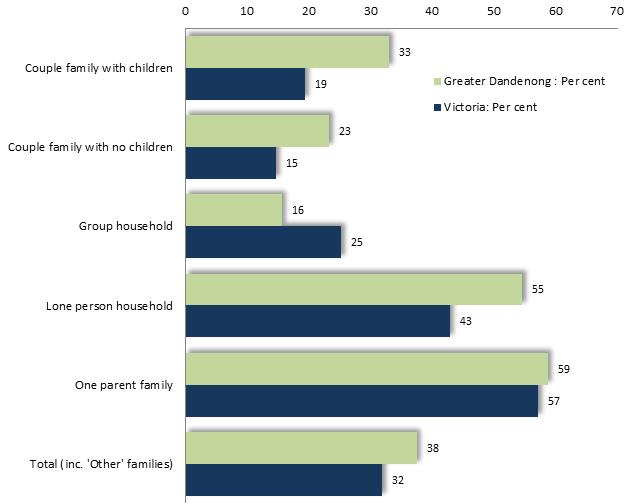 0 10 20 30 40 50 60 70
Couple family with children
33
19
Greater Dandenong : Per cent
Victoria: Per cent
Couple family with no children
23
15
Group household
16
25
Lone person household
55
43
One parent family
59
57
Total (inc. 'Other' families)
38
32